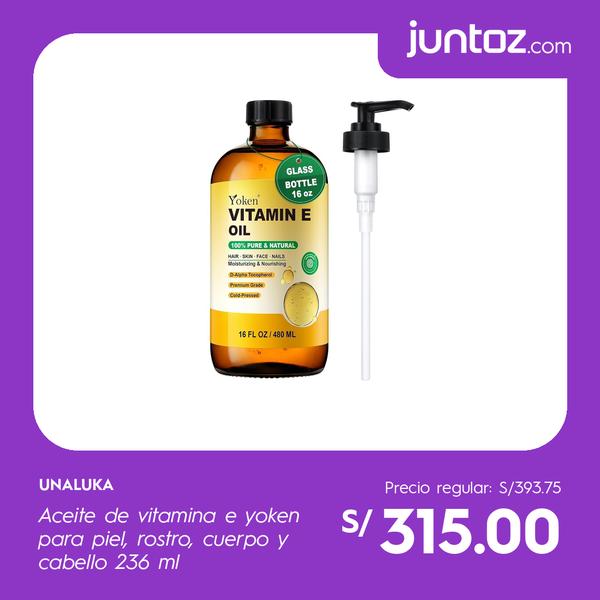 juntoz.com
GLASS
BOTTLE
16 oz
Yoken
VITAMIN E
OIL
100% PURE & NATURAL
HAIR · SKIN · FACE · NAILS
Moisturizing & Nourishing
D-Alpha Tocopherol
Premium Grade
Cold-Pressed
16 FL OZ / 480 ML
UNALUKA
Aceite de vitamina e yoken
para piel, rostro, cuerpo y
cabello 236 ml
Precio regular: S/393.75
S/ 315.00